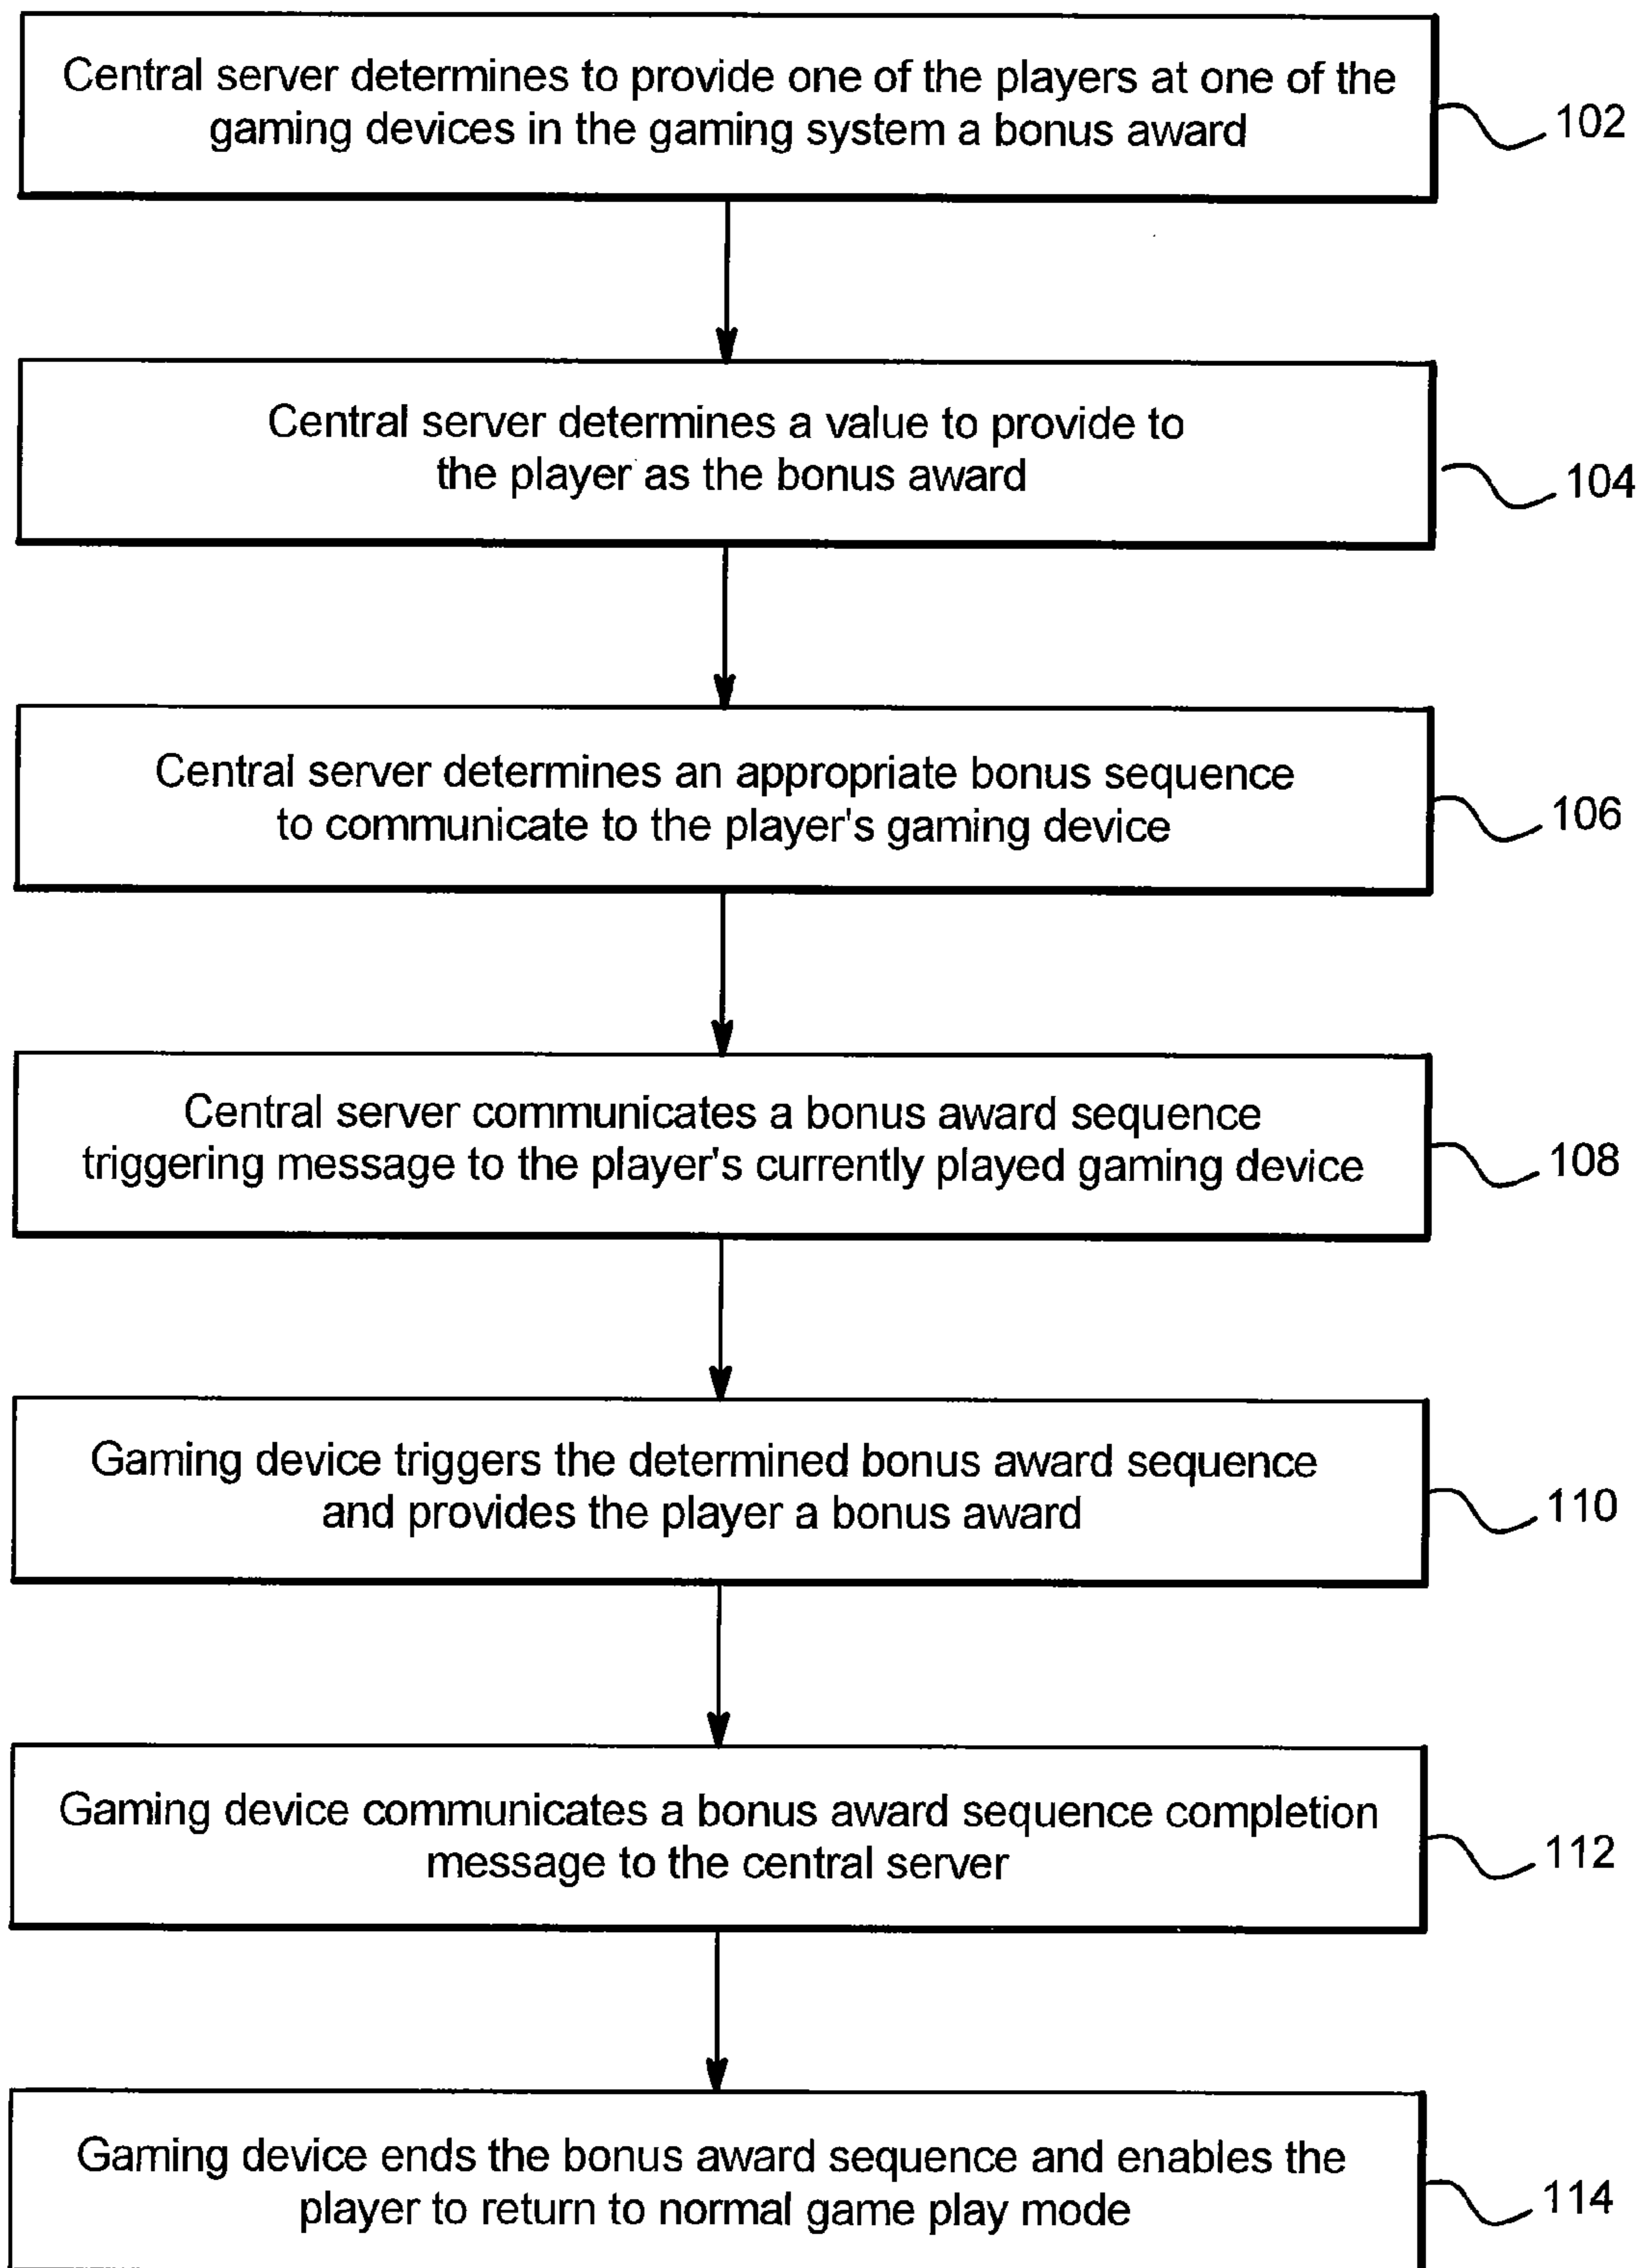 Central server determines to provide one of the players at one of the
gaming devices in the gaming system a bonus award
102
Central server determines a value to provide to
the player as the bonus award
104
Central server determines an appropriate bonus sequence
to communicate to the player's gaming device
106
Central server communicates a bonus award sequence
triggering message to the player's currently played gaming device
108
Gaming device triggers the determined bonus award sequence
and provides the player a bonus award
110
Gaming device communicates a bonus award sequence completion
message to the central server
112
Gaming device ends the bonus award sequence and enables the
player to return to normal game play mode
114